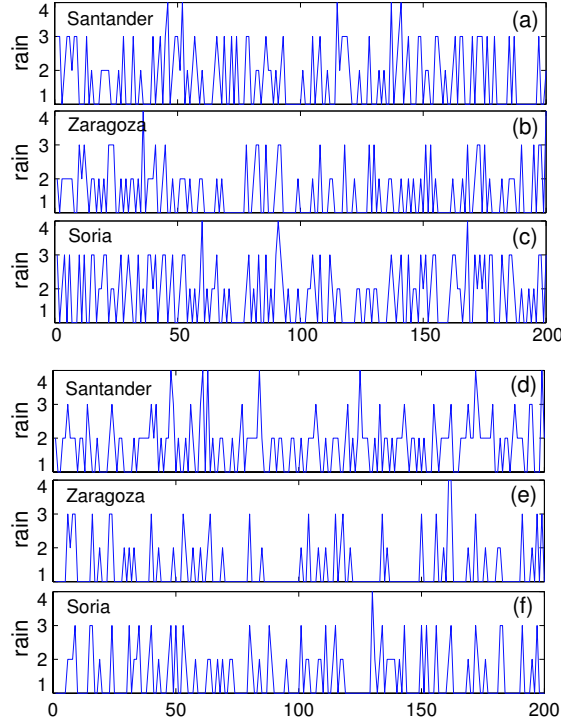 4 Santander (a)
3
rain
2
1
4 Zaragoza (b)
3
rain
2
1
4 Soria (c)
3
rain
2
1
0 50 100 150 200
4 Santander (d)
3
rain
2
1
4 Zaragoza (e)
3
rain
2
1
4 Soria (f)
3
rain
2
1
0 50 100 150 200